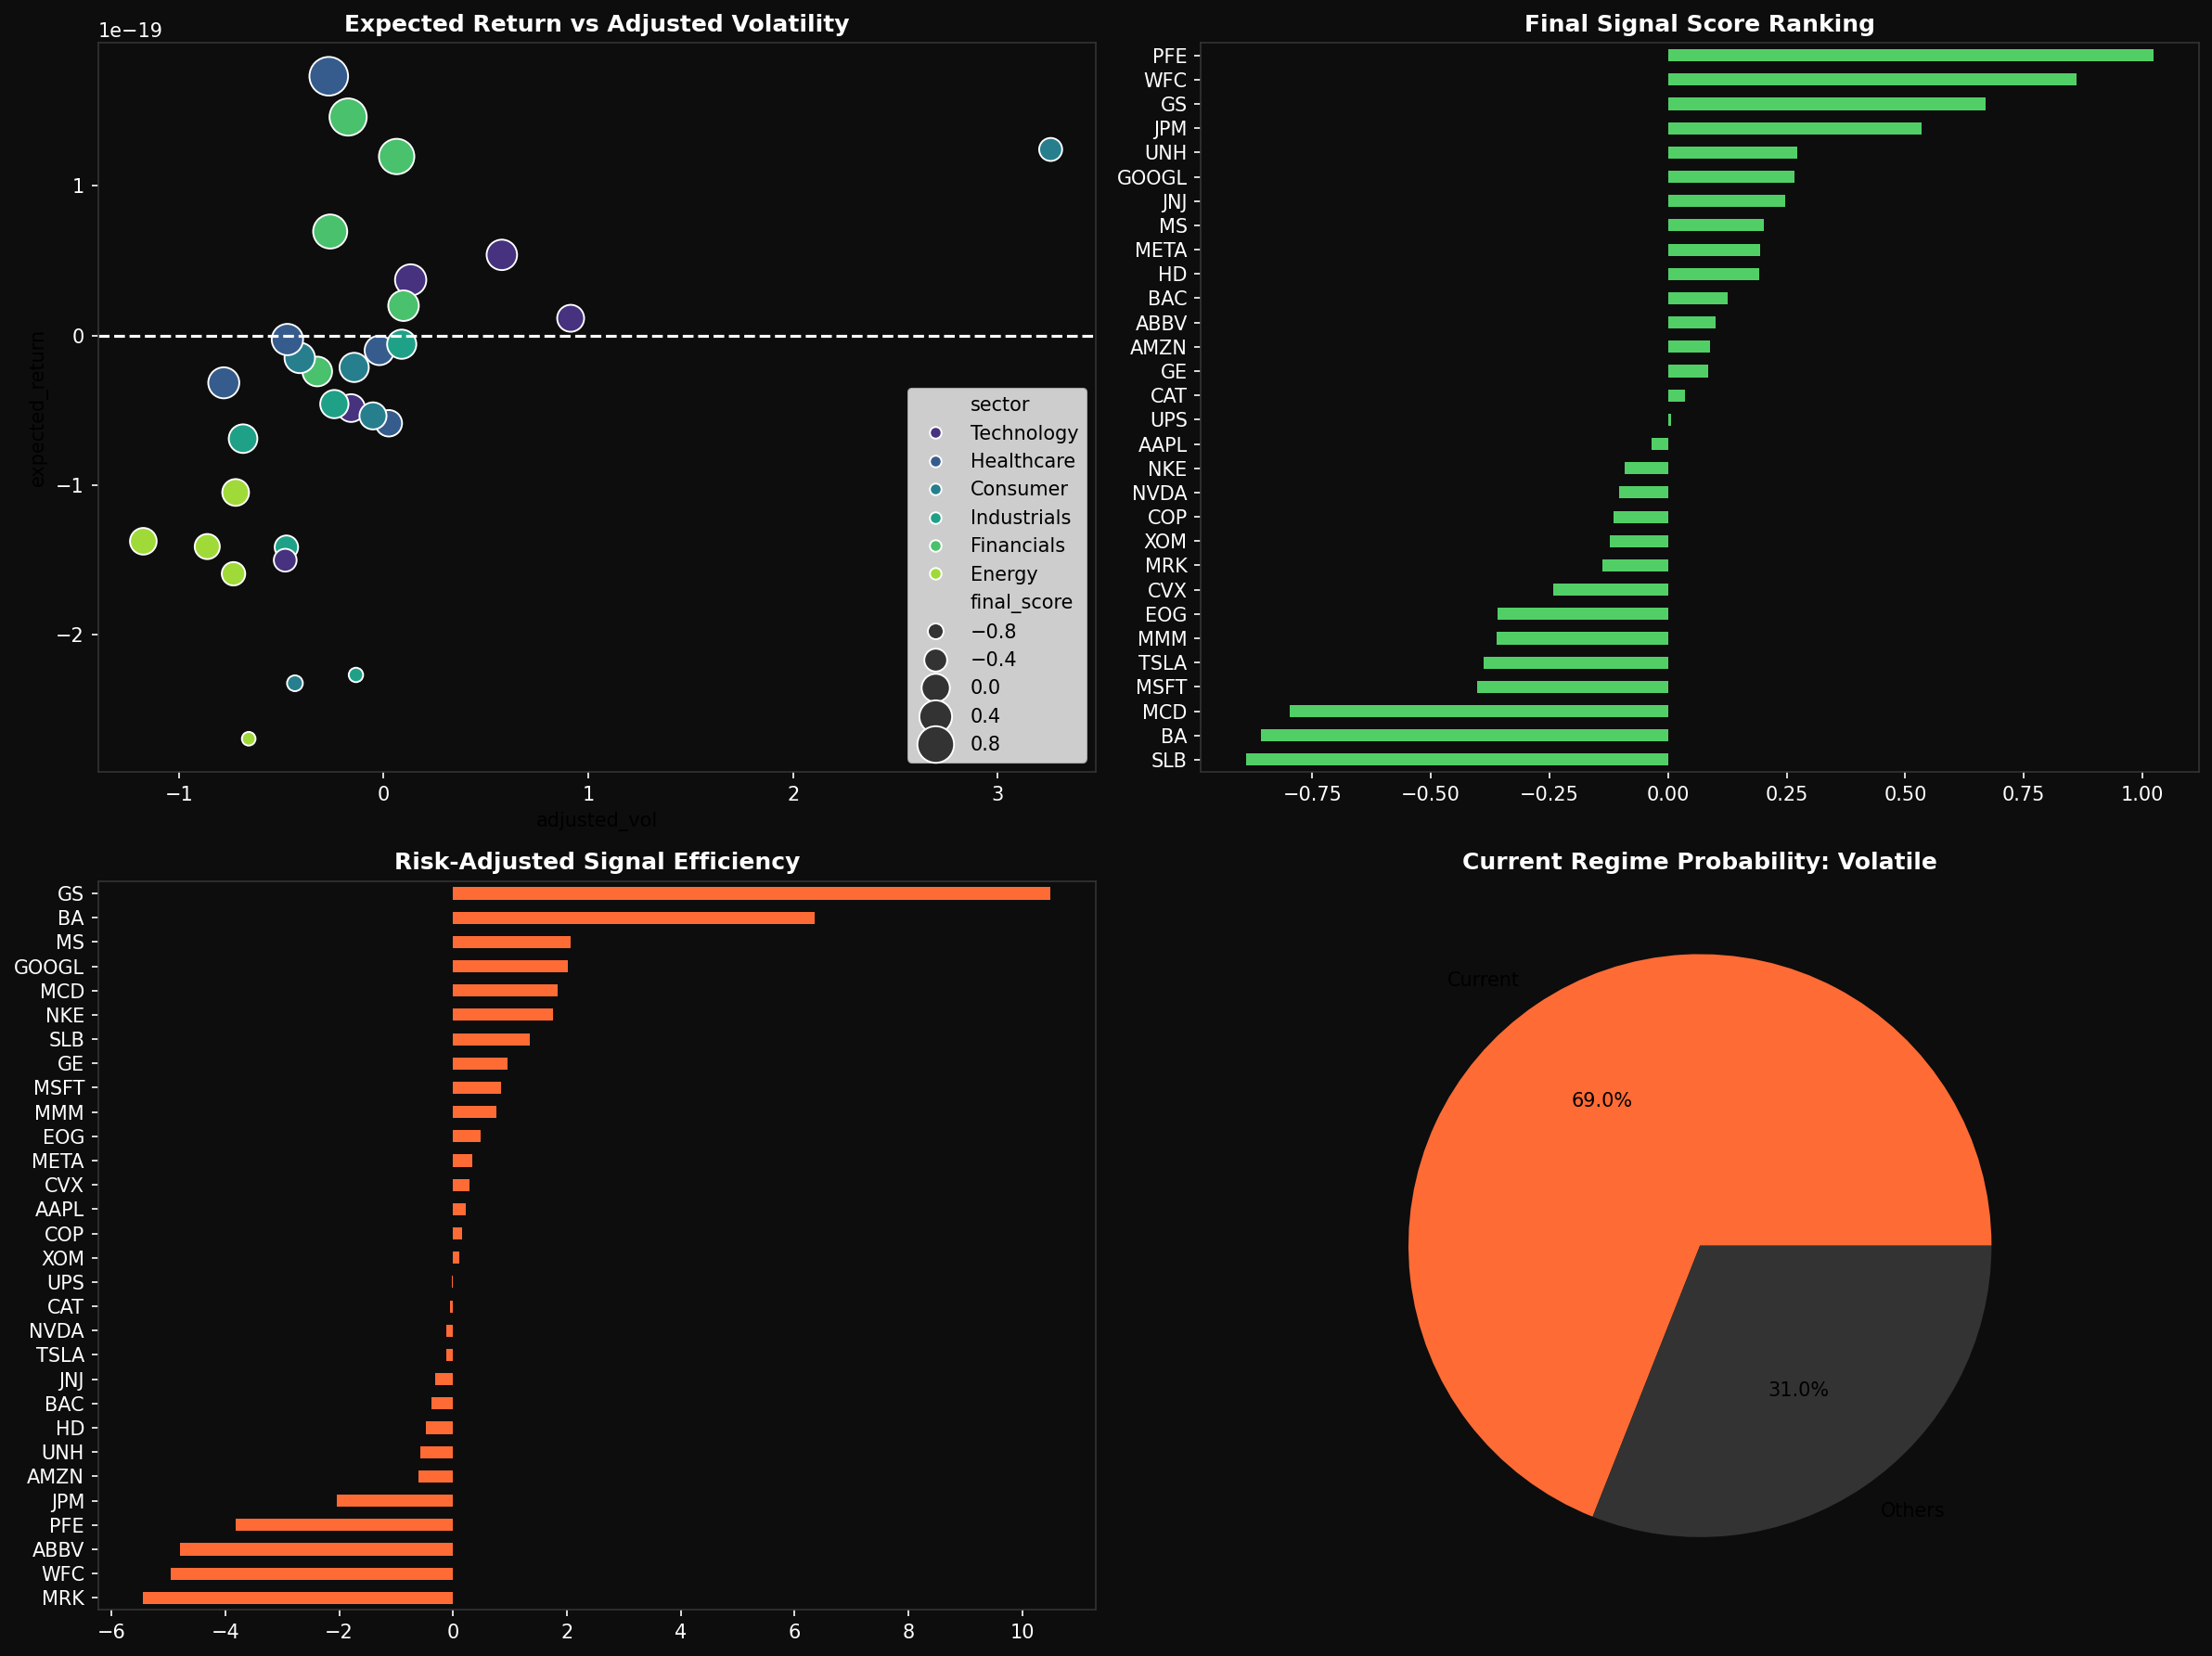 Expected Return vs Adjusted Volatility
1e−19
1
0
−1
−2
expected_return
−1
0
1
2
3
adjusted_vol
sector
Technology
Healthcare
Consumer
Industrials
Financials
Energy
final_score
−0.8
−0.4
0.0
0.4
0.8
Final Signal Score Ranking
PFE
WFC
GS
JPM
UNH
GOOGL
JNJ
MS
META
HD
BAC
ABBV
AMZN
GE
CAT
UPS
AAPL
NKE
NVDA
COP
XOM
MRK
CVX
EOG
MMM
TSLA
MSFT
MCD
BA
SLB
−0.75
−0.50
−0.25
0.00
0.25
0.50
0.75
1.00
Risk-Adjusted Signal Efficiency
GS
BA
MS
GOOGL
MCD
NKE
SLB
GE
MSFT
MMM
EOG
META
CVX
AAPL
COP
XOM
UPS
CAT
NVDA
TSLA
JNJ
BAC
HD
UNH
AMZN
JPM
PFE
ABBV
WFC
MRK
−6
−4
−2
0
2
4
6
8
10
Current Regime Probability: Volatile
Current
69.0%
31.0%
Others